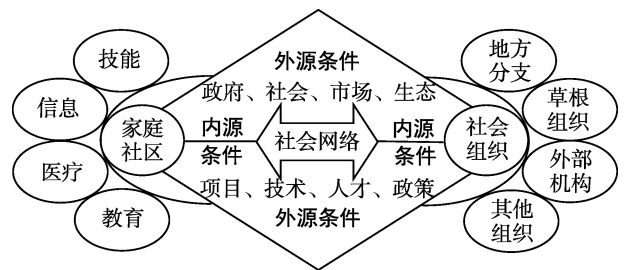 技能
信息
医疗
教育
家庭
社区
外源条件
政府、社会、市场、生态
内源
条件
社会网络
内源
条件
项目、技术、人才、政策
外源条件
社会
组织
地方
分支
草根
组织
外部
机构
其他
组织